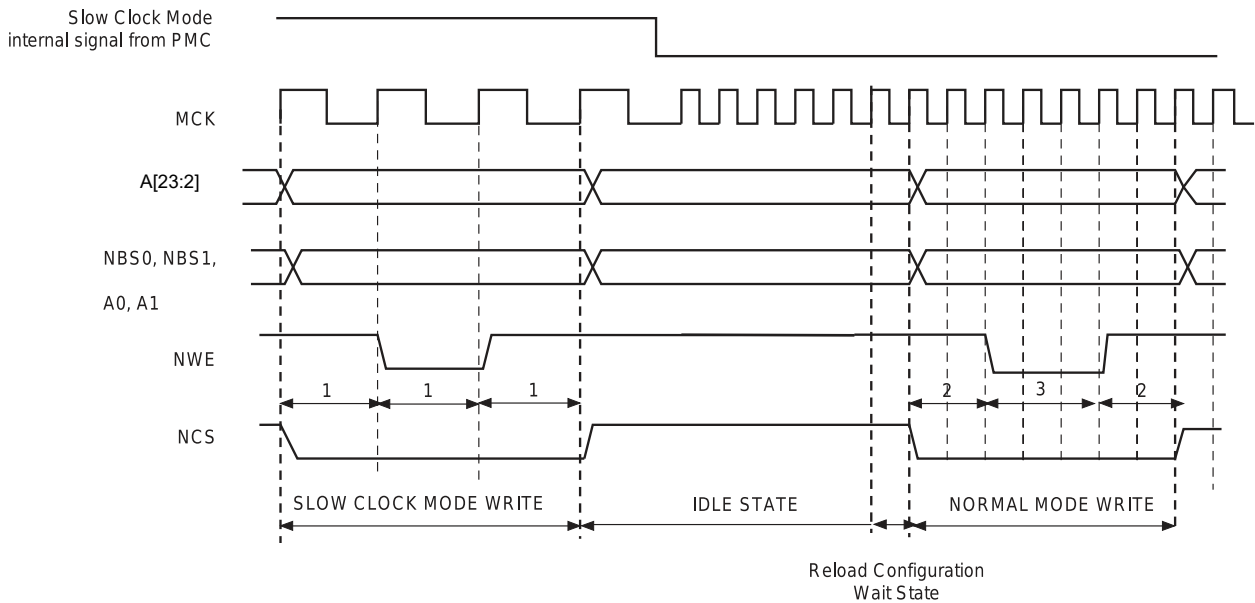 Slow Clock Mode
internal signal from PMC
MCK
A[23:2]
NBS0, NBS1,
A0, A1
NWE
1 1 1 2 3 2
NCS
SLOW CLOCK MODE WRITE IDLE STATE NORMAL MODE WRITE
Reload Configuration
Wait State